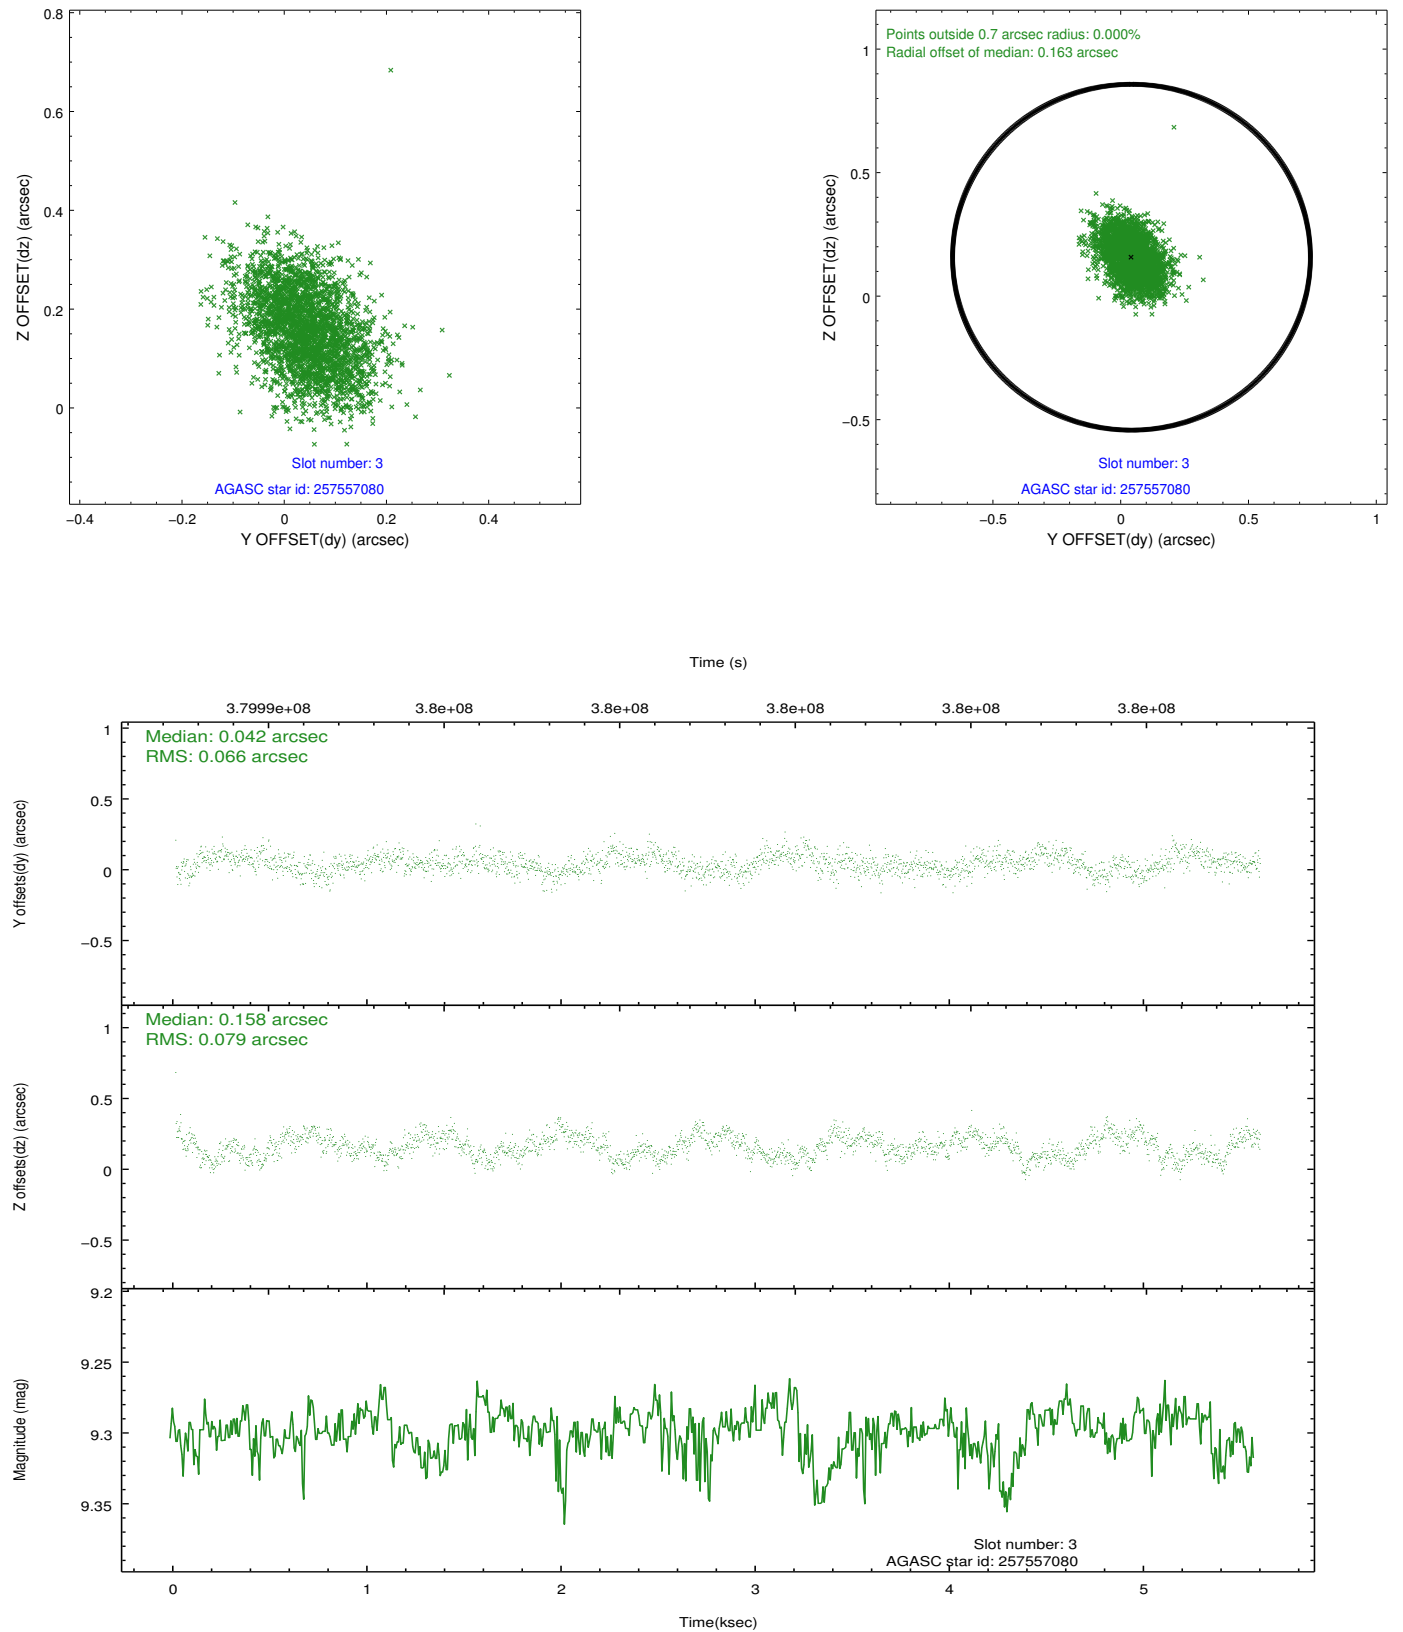 0.8
0.6
0.4
0.2
0
Z OFFSET(dz) (arcsec)
Slot number: 3
AGASC star id: 257557080
−0.4 −0.2 0 0.2 0.4
Y OFFSET(dy) (arcsec)
Points outside 0.7 arcsec radius: 0.000%
Radial offset of median: 0.163 arcsec
1
0.5
0
−0.5
Z OFFSET(dz) (arcsec)
Slot number: 3
AGASC star id: 257557080
−0.5 0 0.5 1
Y OFFSET(dy) (arcsec)
Time (s)
3.7999e+08 3.8e+08 3.8e+08 3.8e+08 3.8e+08 3.8e+08
Median: 0.042 arcsec
RMS: 0.066 arcsec
1
0.5
0
−0.5
Y offsets(dy) (arcsec)
Median: 0.158 arcsec
RMS: 0.079 arcsec
1
0.5
0
−0.5
Z offsets(dz) (arcsec)
9.2
9.25
9.3
9.35
Magnitude (mag)
Slot number: 3
AGASC star id: 257557080
0 1 2 3 4 5
Time(ksec)